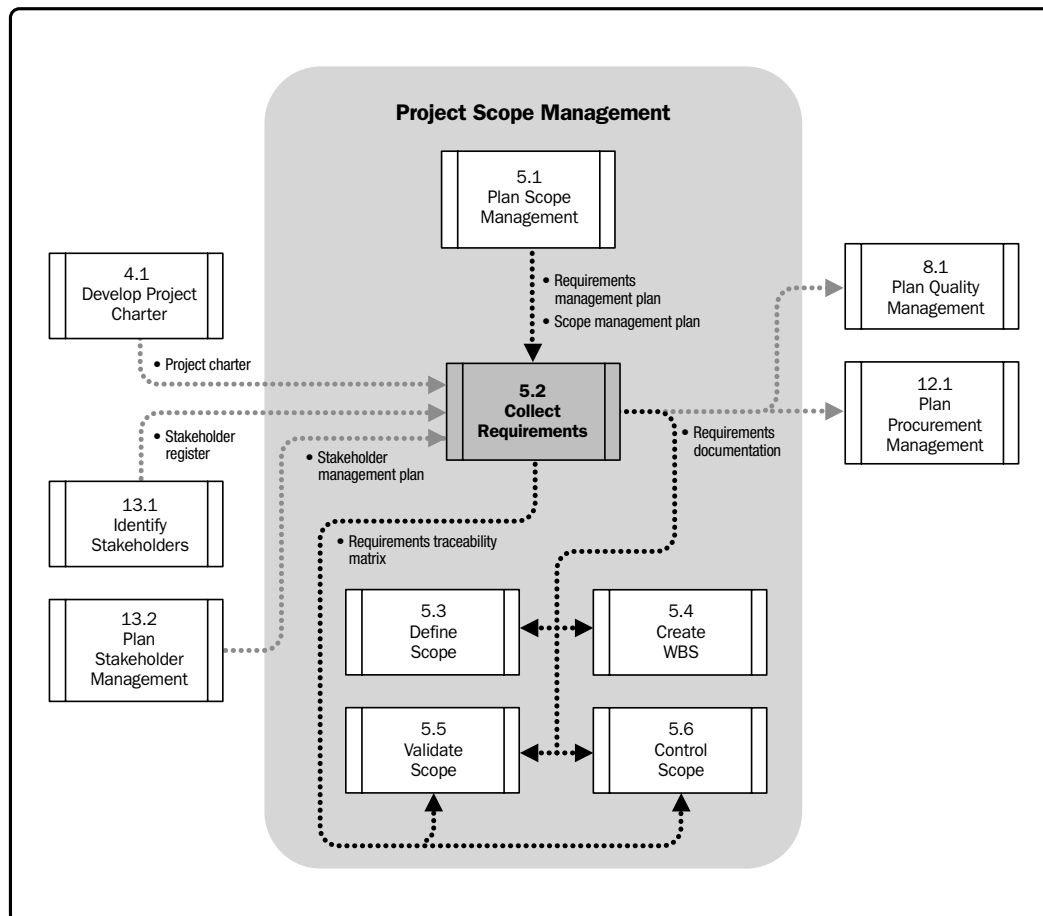 Project Scope Management
5.1
Plan Scope
Management
4.1
Develop Project
Charter
8.1
Plan Quality
Management
• Requirements
management plan
• Scope management plan
• Project charter
5.2
Collect
Requirements
12.1
Plan
Procurement
Management
• Stakeholder
register
• Stakeholder
management plan
• Requirements
documentation
13.1
Identify
Stakeholders
• Requirements traceability
matrix
13.2
Plan
Stakeholder
Management
5.3
Define
Scope
5.4
Create
WBS
5.5
Validate
Scope
5.6
Control
Scope